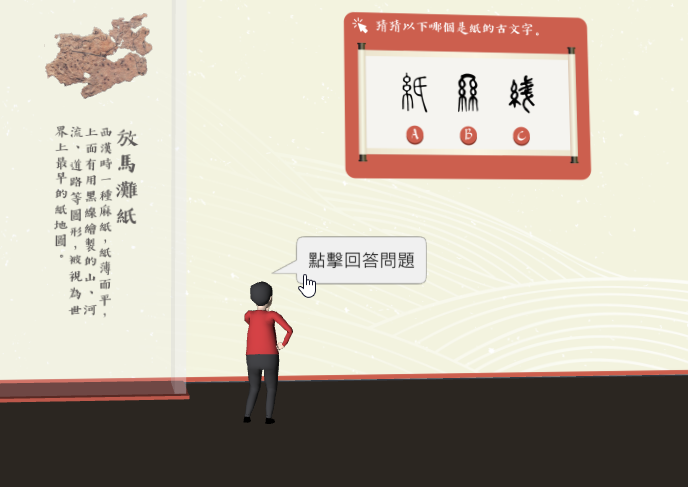 放馬灘紙
西漢時一種麻紙，紙薄面平，
上面有用黑線繪製的山、河
流、道路等圖形，被視為世
界上最早的紙地圖。
猜猜以下哪個是紙的古文字。
A B C
點擊回答問題